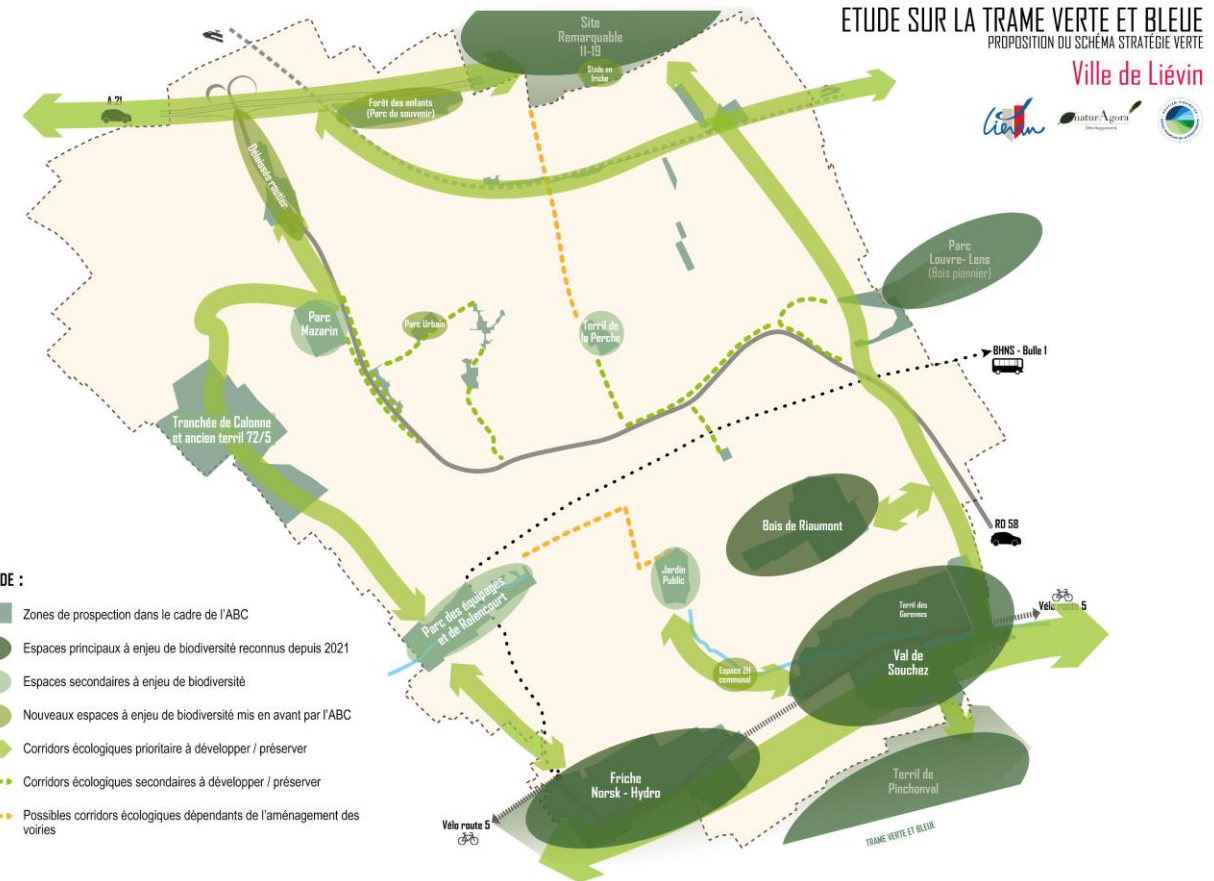 ETUDE SUR LA TRAME VERTE ET BLEUE
PROPOSITION DU SCHÉMA STRATÉGIE VERTE
Ville de Liévin
Liévin
naturAgora
Développement
Site
Remarquable
11-19
Stade en
friche
A 21
Forêt des enfants
(Parc du souvenir)
Délaissés routier
Parc
Louvre- Lens
(Bois pionnier)
Parc
Mazarin
Parc Urbain
Terril de
la Perche
BHNS - Bulle 1
Tranchée de Calonne
et ancien terril 72/5
Bois de Riaumont
RD 58
Jardin
Public
Parc des équipages
et de Rolencourt
Terril des
Garennes
Vélo route 5
Val de
Souchez
Espace ZH
communal
Friche
Norsk - Hydro
Terril de
Pinchonval
Vélo route 5
TRAME VERTE ET BLEUE
DE :
Zones de prospection dans le cadre de l'ABC
Espaces principaux à enjeu de biodiversité reconnus depuis 2021
Espaces secondaires à enjeu de biodiversité
Nouveaux espaces à enjeu de biodiversité mis en avant par l'ABC
Corridors écologiques prioritaire à développer / préserver
Corridors écologiques secondaires à développer / préserver
Possibles corridors écologiques dépendants de l'aménagement des
voiries